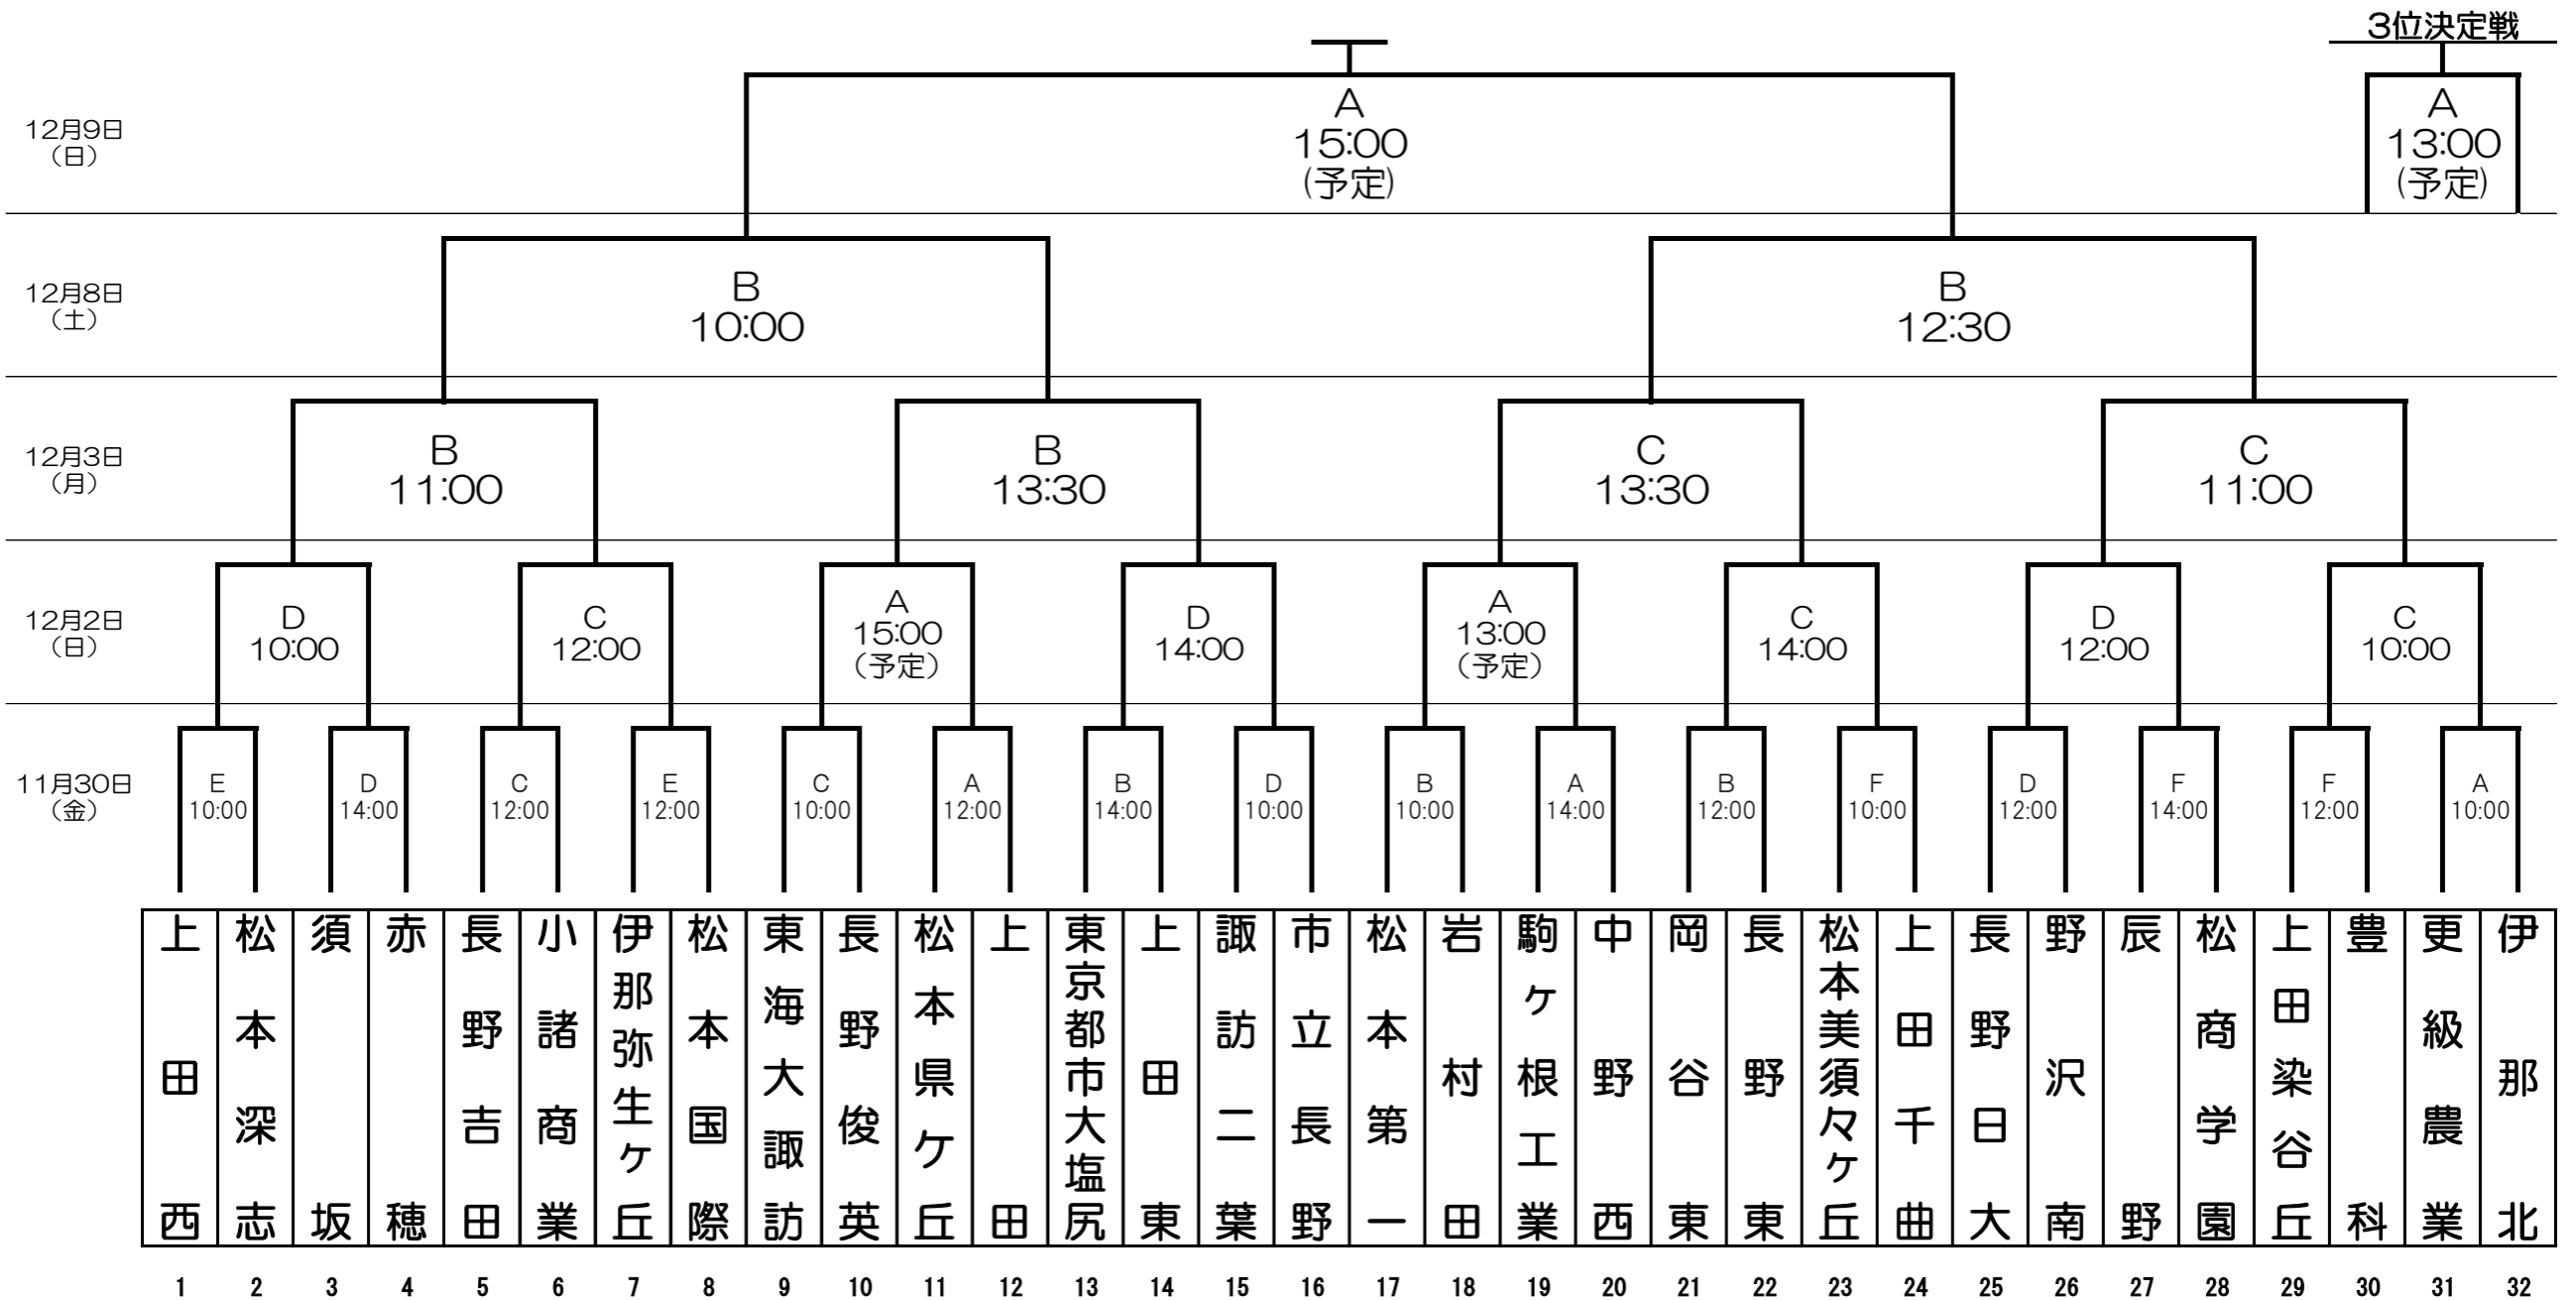 3位決定戦
12月9日
(日)
A
15:00
(予定)
A
13:00
(予定)
12月8日
(土)
B
10:00
B
12:30
12月3日
(月)
B
11:00
B
13:30
C
13:30
C
11:00
12月2日
(日)
D
10:00
C
12:00
A
15:00
(予定)
D
14:00
A
13:00
(予定)
C
14:00
D
12:00
C
10:00
11月30日
(金)
E
10:00
D
14:00
C
12:00
E
12:00
C
10:00
A
12:00
B
14:00
D
10:00
B
10:00
A
14:00
B
12:00
F
10:00
D
12:00
F
14:00
F
12:00
A
10:00
上田西
松本深志
須坂
赤穂
長野吉田
小諸商業
伊那弥生ケ丘
松本国際
東海大諏訪
長野俊英
松本県ケ丘
上田
東京都市大塩尻
上田東
諏訪二葉
市立長野
松本第一
岩村田
駒ヶ根工業
中野西
岡谷東
長野東
松本美須々ケ丘
上田千曲
長野日大
野沢南
辰野
松商学園
上田染谷丘
豊科
更級農業
伊那北
1 2 3 4 5 6 7 8 9 10 11 12 13 14 15 16 17 18 19 20 21 22 23 24 25 26 27 28 29 30 31 32